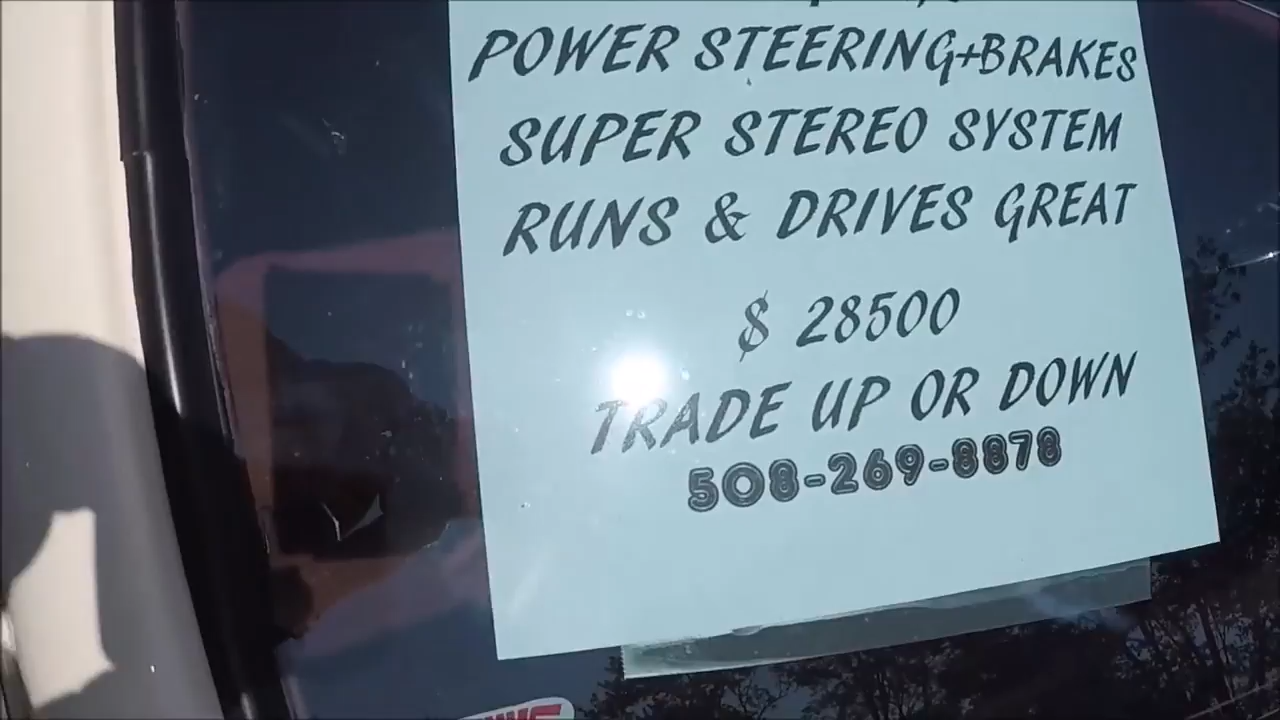 POWER STEERING+BRAKES
SUPER STEREO SYSTEM
RUNS & DRIVES GREAT
$ 28500
TRADE UP OR DOWN
508-269-8878